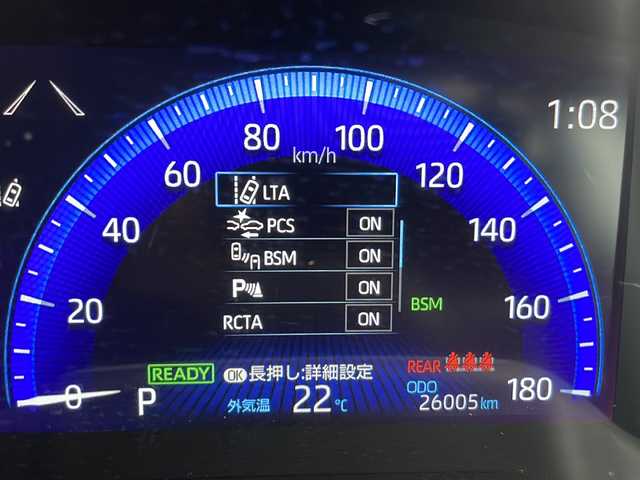 1:08
80
100
km/h
60
120
LTA
PCS ON
40
140
BSM ON
P ON
BSM
20
160
RCTA ON
READY
OK 長押し:詳細設定
REAR
ODO
0
P
外気温 22℃
26005km
180